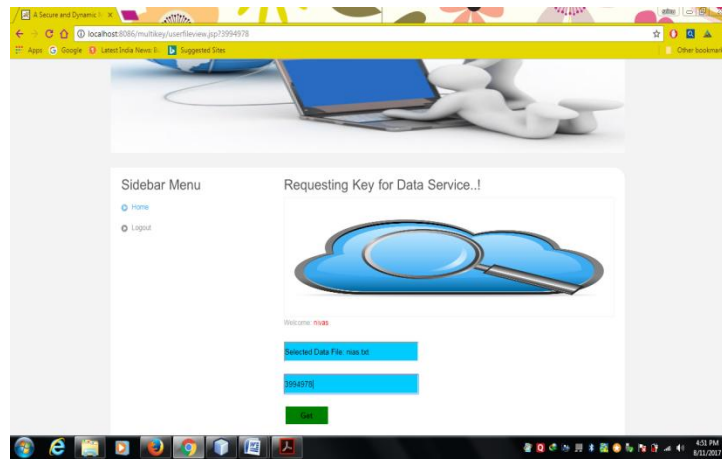 A Secure and Dynamic
localhost:8086/multikey/userfileview.jsp?3994978
Apps Google Latest India News Suggested Sites Other bookmark
Sidebar Menu
Home
Logout
Requesting Key for Data Service..!
Welcome: nivas
Selected Data File: nias.txt
3994978
Get
4:51 PM
8/11/2017